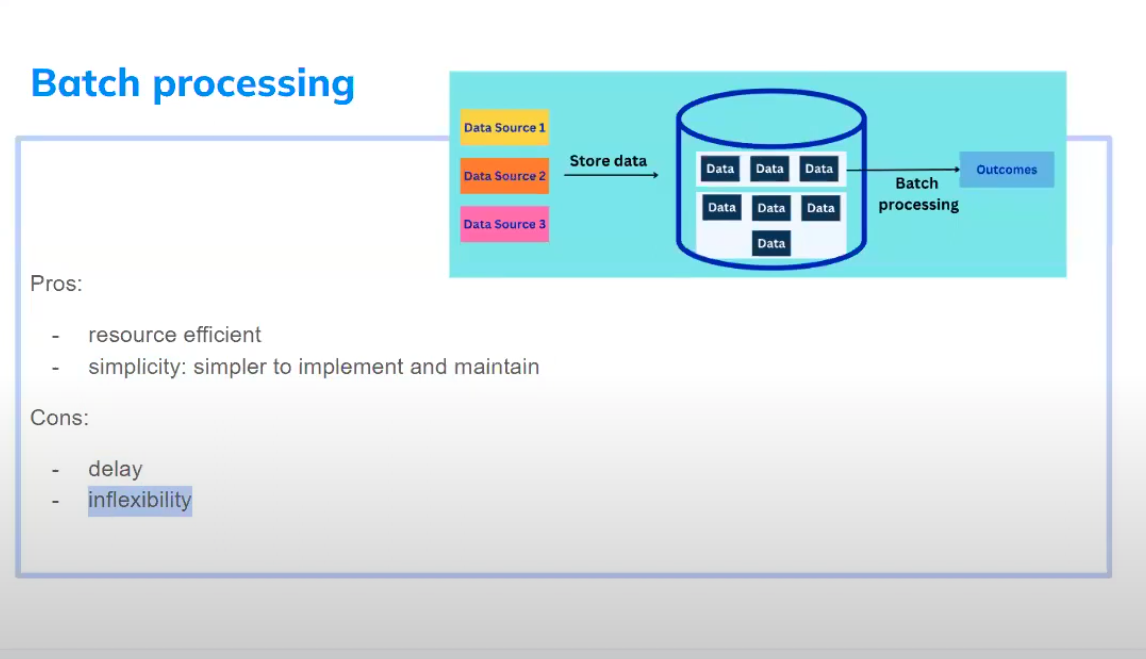 Batch processing
Data Source 1
Data Source 2
Data Source 3
Store data
Data Data Data
Data Data Data
Data
Batch
processing
Outcomes
Pros:
- resource efficient
- simplicity: simpler to implement and maintain
Cons:
- delay
- inflexibility